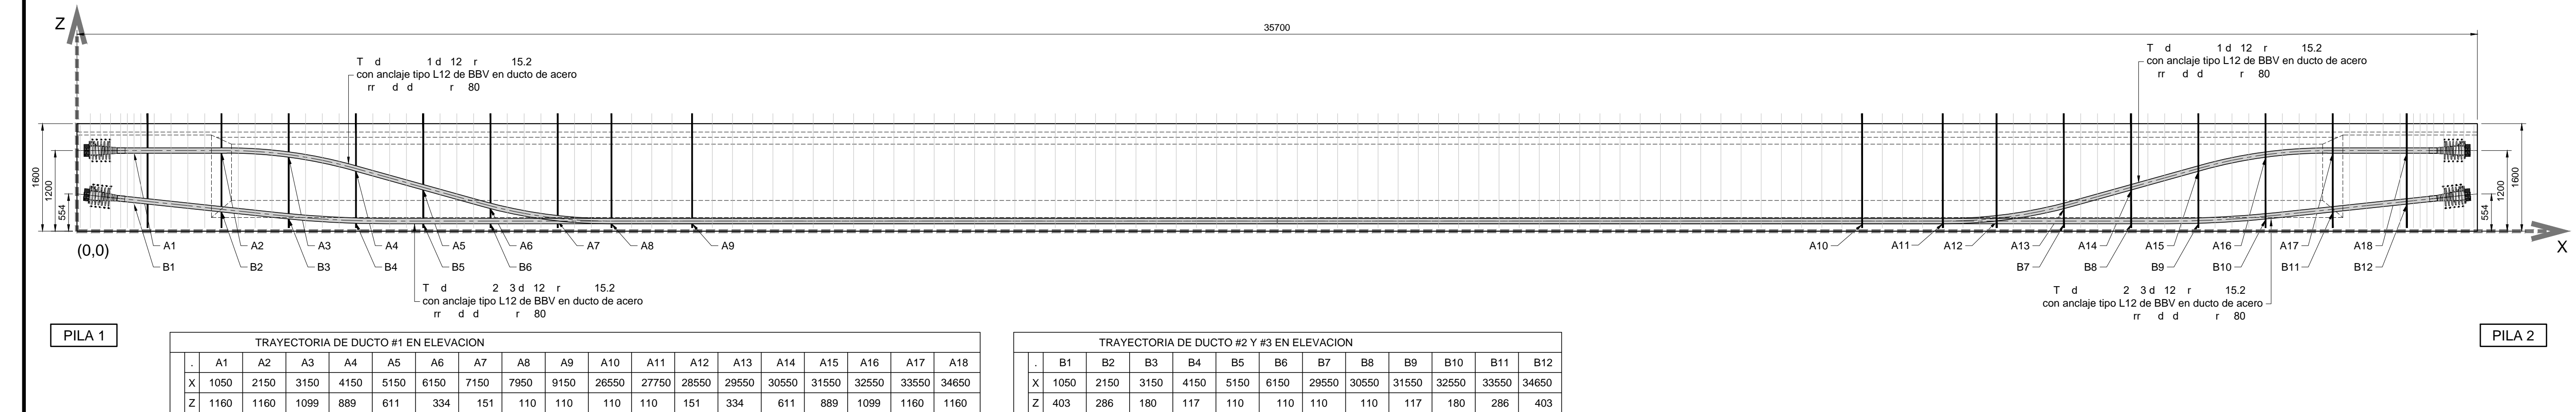 Z
35700
T d 1 d 12 r 15.2
con anclaje tipo L12 de BBV en ducto de acero
rr d d r 80
T d 1 d 12 r 15.2
con anclaje tipo L12 de BBV en ducto de acero
rr d d r 80
1600
1200
554
554
1200
1600
(0,0)
A1 A2 A3 A4 A5 A6 A7 A8 A9 A10 A11 A12 A13 A14 A15 A16 A17 A18
X
B1 B2 B3 B4 B5 B6 B7 B8 B9 B10 B11 B12
T d 2 3 d 12 r 15.2
con anclaje tipo L12 de BBV en ducto de acero
rr d d r 80
T d 2 3 d 12 r 15.2
con anclaje tipo L12 de BBV en ducto de acero
rr d d r 80
PILA 1
PILA 2
TRAYECTORIA DE DUCTO #1 EN ELEVACION
. A1 A2 A3 A4 A5 A6 A7 A8 A9 A10 A11 A12 A13 A14 A15 A16 A17 A18
X 1050 2150 3150 4150 5150 6150 7150 7950 9150 26550 27750 28550 29550 30550 31550 32550 33550 34650
Z 1160 1160 1099 889 611 334 151 110 110 110 110 151 334 611 889 1099 1160 1160
TRAYECTORIA DE DUCTO #2 Y #3 EN ELEVACION
. B1 B2 B3 B4 B5 B6 B7 B8 B9 B10 B11 B12
X 1050 2150 3150 4150 5150 6150 29550 30550 31550 32550 33550 34650
Z 403 286 180 117 110 110 110 110 117 180 286 403